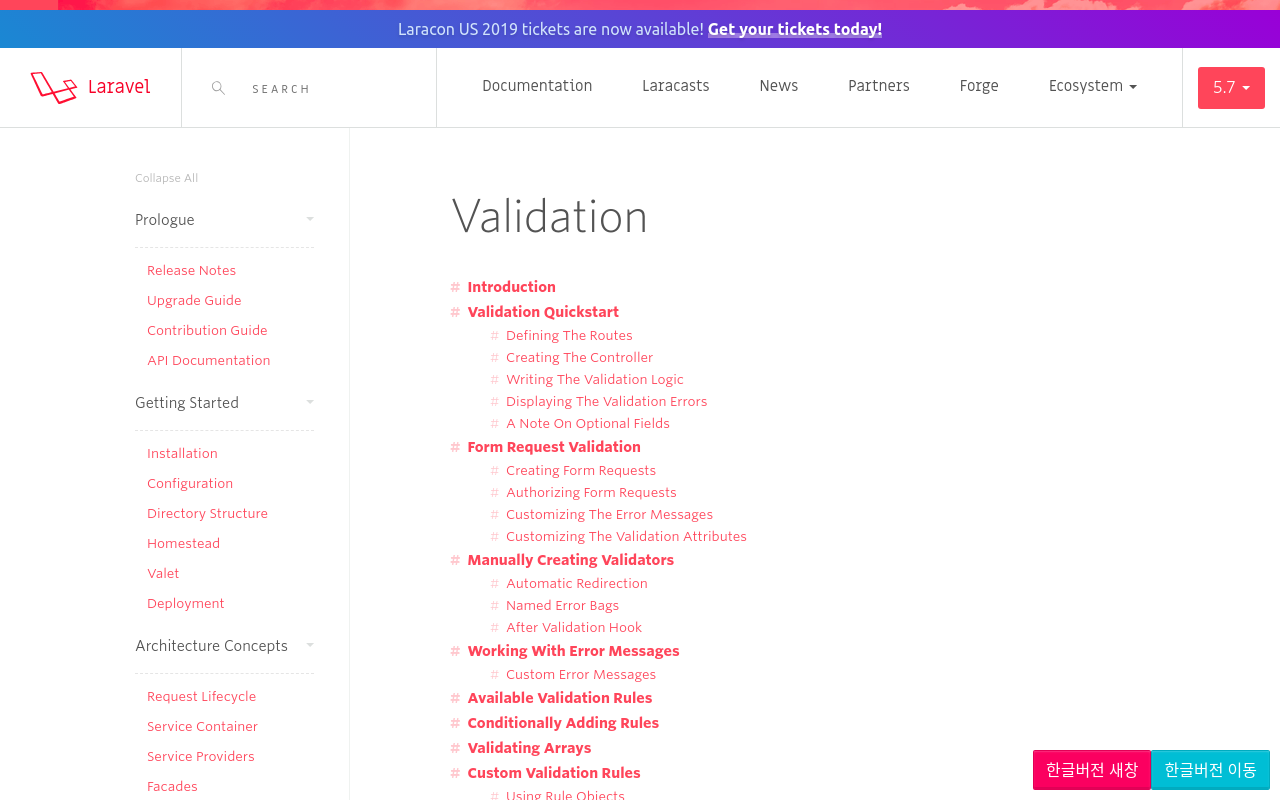 Laracon US 2019 tickets are now available! Get your tickets today!
Laravel
SEARCH
Documentation
Laracasts
News
Partners
Forge
Ecosystem
5.7
Collapse All
Prologue
Release Notes
Upgrade Guide
Contribution Guide
API Documentation
Getting Started
Installation
Configuration
Directory Structure
Homestead
Valet
Deployment
Architecture Concepts
Request Lifecycle
Service Container
Service Providers
Facades
Validation
# Introduction
# Validation Quickstart
# Defining The Routes
# Creating The Controller
# Writing The Validation Logic
# Displaying The Validation Errors
# A Note On Optional Fields
# Form Request Validation
# Creating Form Requests
# Authorizing Form Requests
# Customizing The Error Messages
# Customizing The Validation Attributes
# Manually Creating Validators
# Automatic Redirection
# Named Error Bags
# After Validation Hook
# Working With Error Messages
# Custom Error Messages
# Available Validation Rules
# Conditionally Adding Rules
# Validating Arrays
# Custom Validation Rules
# Using Rule Objects
한글버전 새창
한글버전 이동